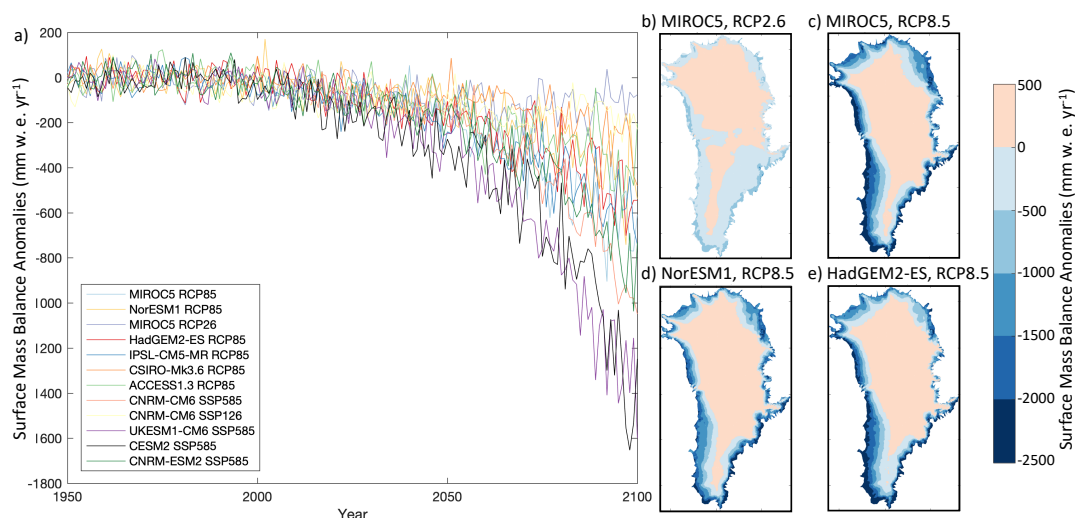 a)
Surface Mass Balance Anomalies (mm w. e. yr⁻¹)
200
0
-200
-400
-600
-800
1000
1200
1400
1600
-1800
1950
2000
2050
2100
Year
MIROC5 RCP85
NorESM1 RCP85
MIROC5 RCP26
HadGEM2-ES RCP85
IPSL-CM5-MR RCP85
CSIRO-Mk3.6 RCP85
ACCESS1.3 RCP85
CNRM-CM6 SSP585
CNRM-CM6 SSP126
UKESM1-CM6 SSP585
CESM2 SSP585
CNRM-ESM2 SSP585
b) MIROC5, RCP2.6
c) MIROC5, RCP8.5
d) NorESM1, RCP8.5
e) HadGEM2-ES, RCP8.5
500
0
-500
-1000
-1500
-2000
-2500
Surface Mass Balance Anomalies (mm w. e. yr⁻¹)